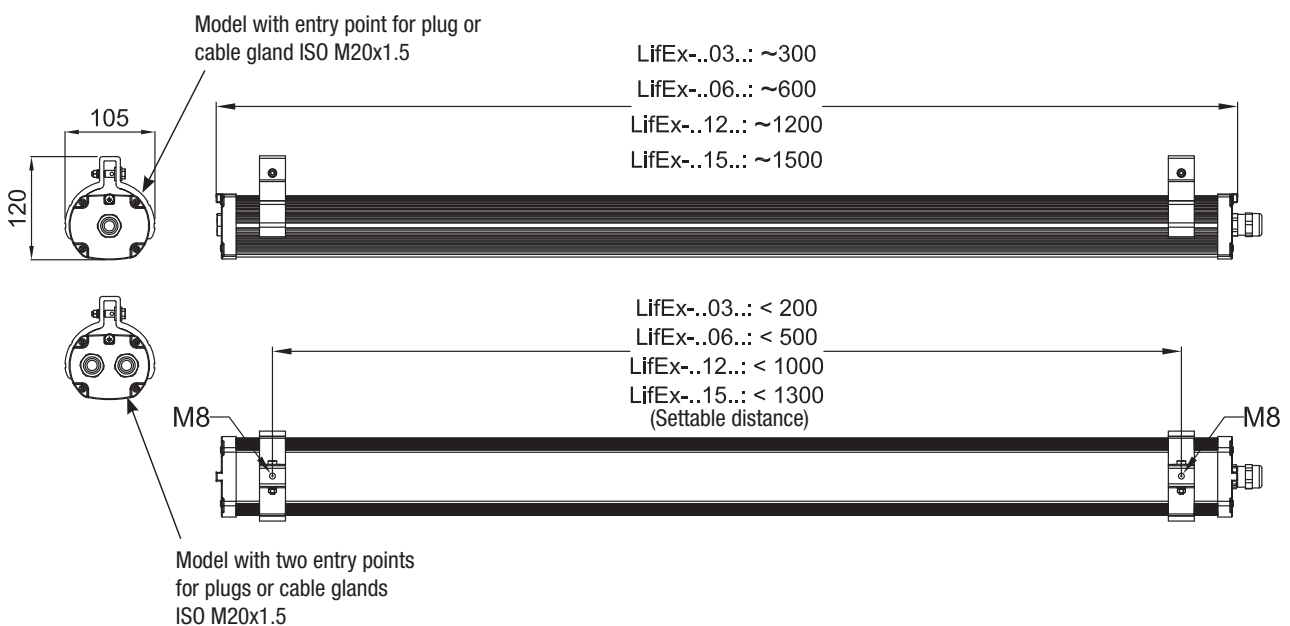 Model with entry point for plug or
cable gland ISO M20x1.5
LifEx-..03..: ~300
LifEx-..06..: ~600
LifEx-..12..: ~1200
LifEx-..15..: ~1500
105
120
LifEx-..03..: < 200
LifEx-..06..: < 500
LifEx-..12..: < 1000
LifEx-..15..: < 1300
(Settable distance)
M8
M8
Model with two entry points
for plugs or cable glands
ISO M20x1.5